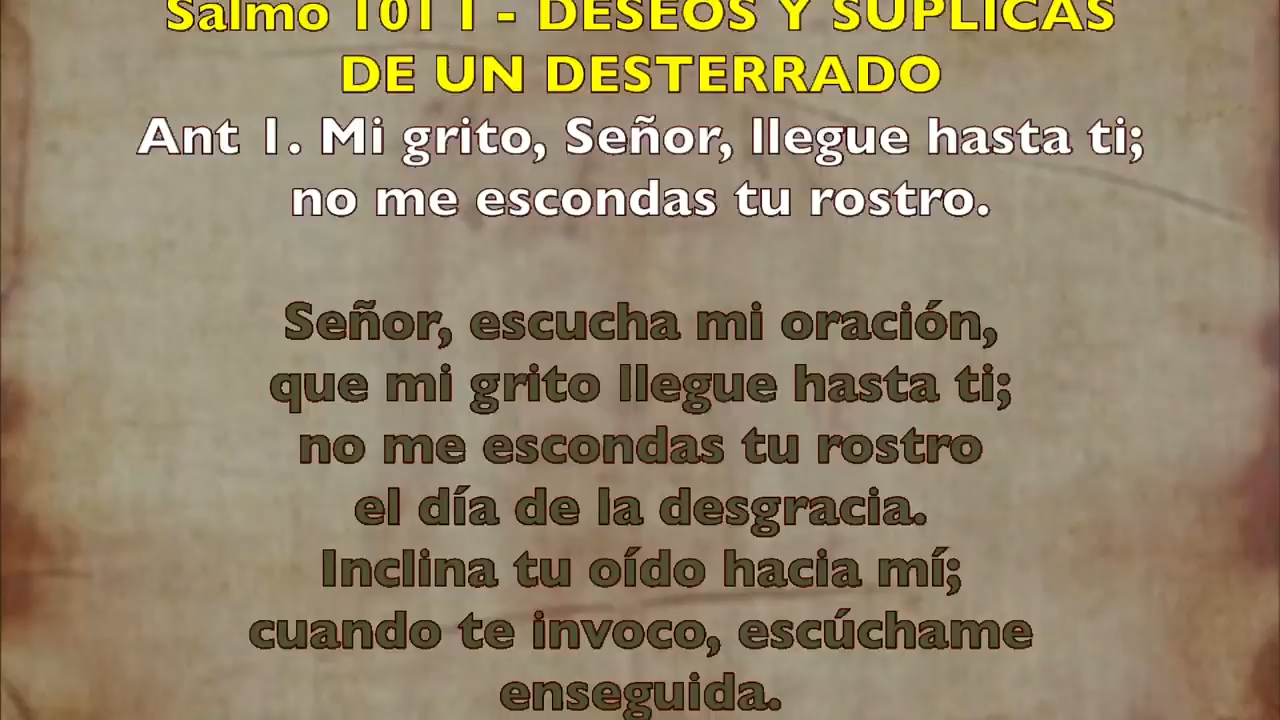 Salmo 101 I - DESEOS Y SÚPLICAS
DE UN DESTERRADO
Ant 1. Mi grito, Señor, llegue hasta ti;
no me escondas tu rostro.
Señor, escucha mi oración,
que mi grito llegue hasta ti;
no me escondas tu rostro
el día de la desgracia.
Inclina tu oído hacia mí;
cuando te invoco, escúchame
enseguida.